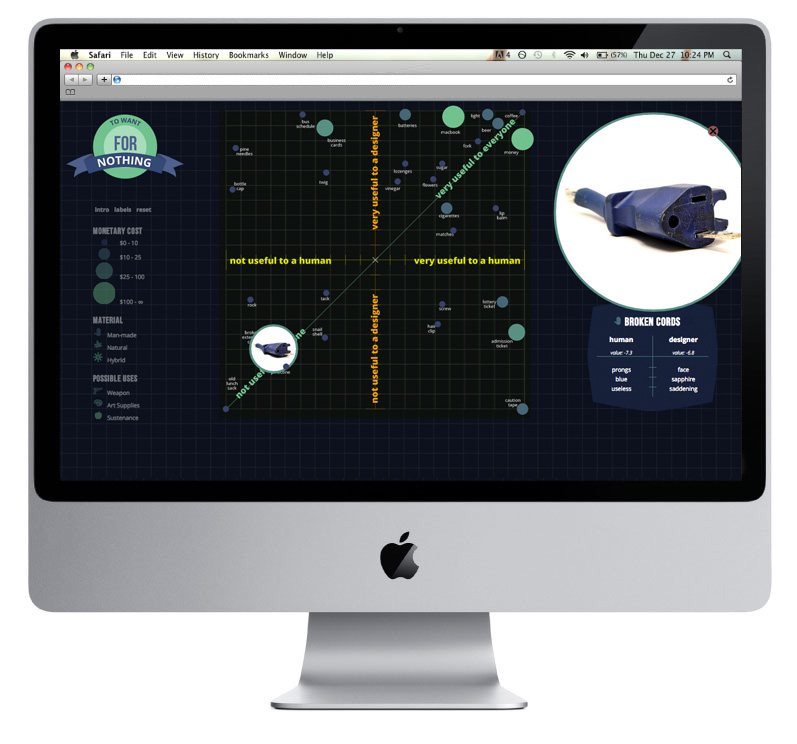 Safari File Edit View History Bookmarks Window Help
4
(57%) Thu Dec 27 10:24 PM
TO WANT
FOR
NOTHING
intro labels reset
MONETARY COST
$0 - 10
$10 - 25
$25 - 100
$100 - ∞
MATERIAL
Man-made
Natural
Hybrid
POSSIBLE USES
Weapon
Art Supplies
Sustenance
bus
schedule
business
cards
pine
needles
twig
bottle
cap
very useful to a designer
batteries
macbook
light
beer
coffee
fork
money
very useful to everyone
lozenges
sugar
vinegar
flowers
cigarettes
lip
balm
matches
not useful to a human
very useful to a human
rock
tack
snail
shell
old
lunch
sack
not useful to a designer
screw
lottery
ticket
hair
clip
admission
ticket
caution
tape
BROKEN CORDS
human designer
value: -7.3 value: -6.8
prongs face
blue sapphire
useless saddening